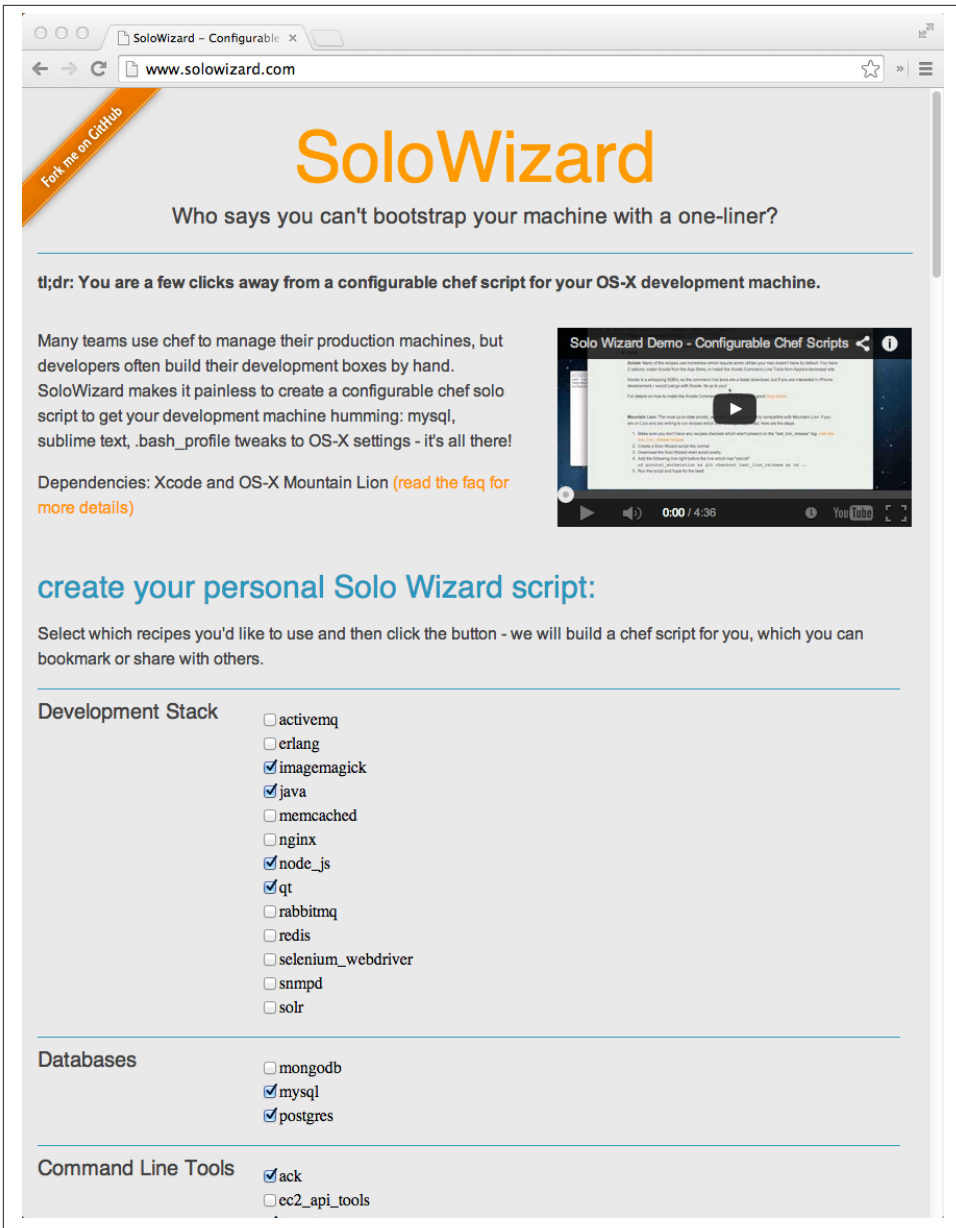 SoloWizard – Configurable
www.solowizard.com
Fork me on GitHub
SoloWizard
Who says you can't bootstrap your machine with a one-liner?
tl;dr: You are a few clicks away from a configurable chef script for your OS-X development machine.
Many teams use chef to manage their production machines, but
developers often build their development boxes by hand.
SoloWizard makes it painless to create a configurable chef solo
script to get your development machine humming: mysql,
sublime text, .bash_profile tweaks to OS-X settings - it's all there!
Dependencies: Xcode and OS-X Mountain Lion (read the faq for
more details)
Solo Wizard Demo - Configurable Chef Scripts
0:00 / 4:36
YouTube
create your personal Solo Wizard script:
Select which recipes you'd like to use and then click the button - we will build a chef script for you, which you can
bookmark or share with others.
Development Stack
activemq
erlang
imagemagick
java
memcached
nginx
node_js
qt
rabbitmq
redis
selenium_webdriver
snmpd
solr
Databases
mongodb
mysql
postgres
Command Line Tools
ack
ec2_api_tools